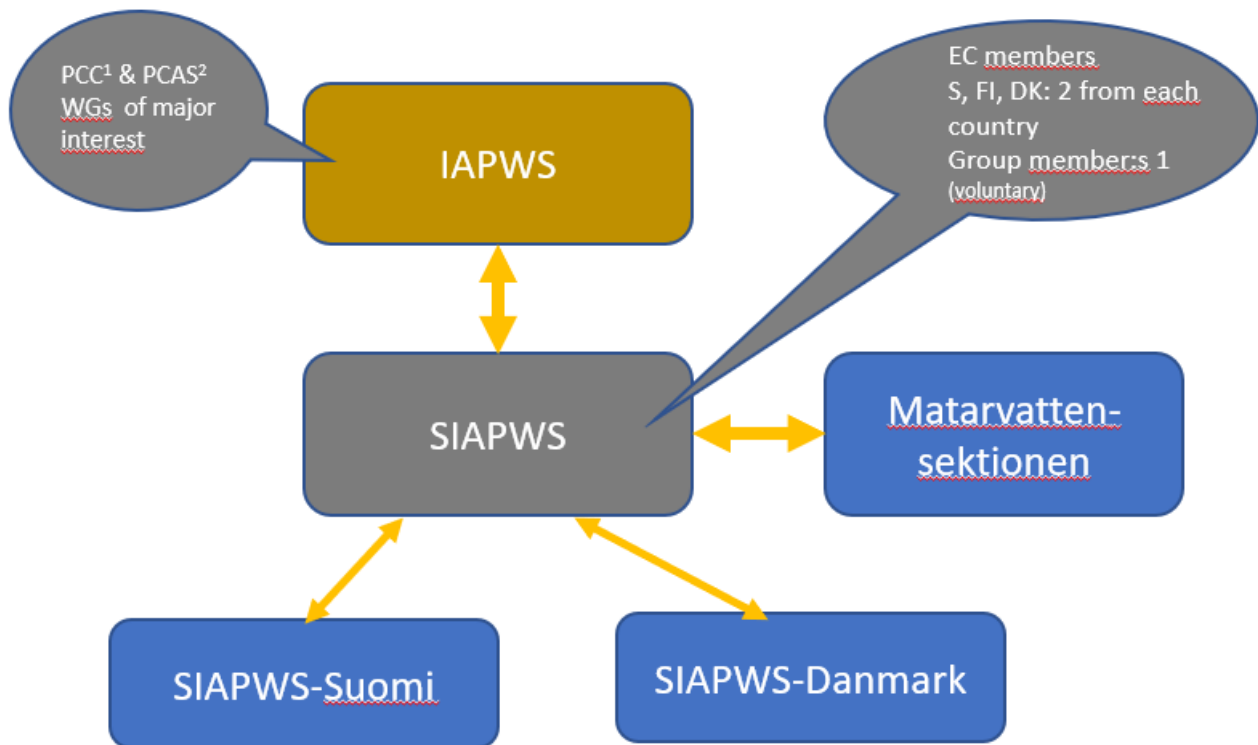 PCC¹ & PCAS²
WGs of major
interest
EC members
S, FI, DK: 2 from each
country
Group member:s 1
(voluntary)
IAPWS
SIAPWS
Matarvatten-
sektionen
SIAPWS-Suomi
SIAPWS-Danmark